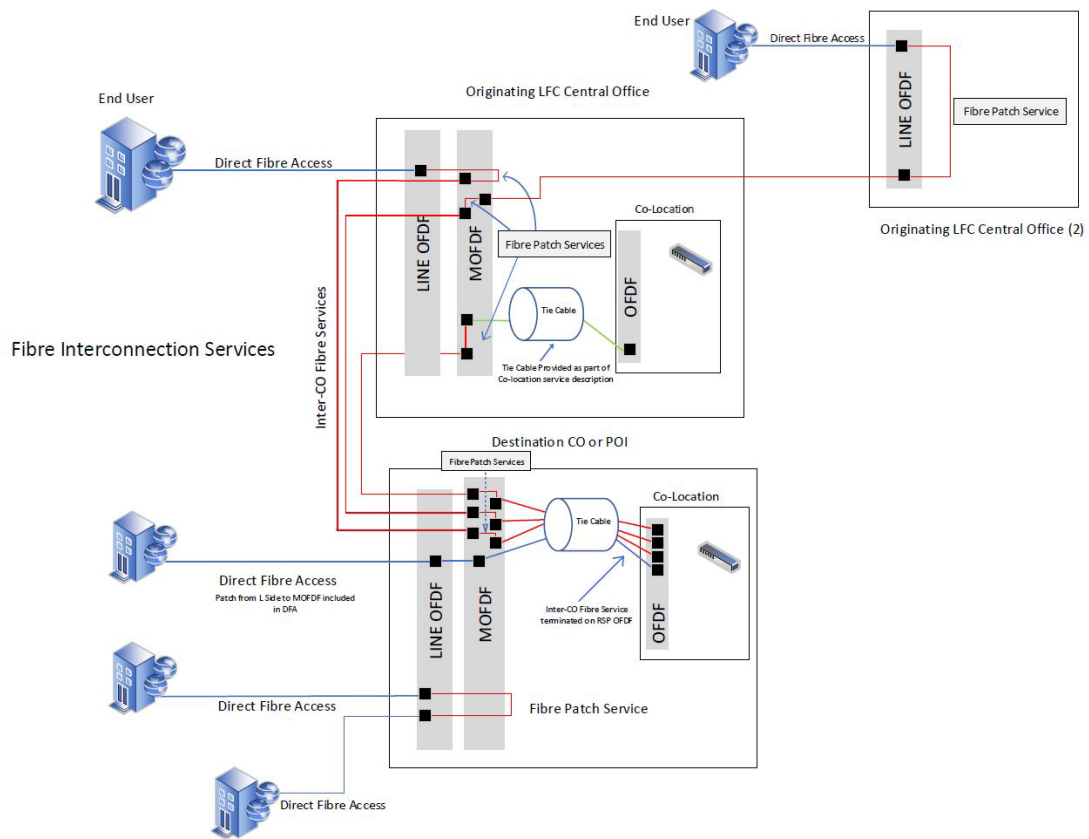 End User
Direct Fibre Access
LINE OFDF
Fibre Patch Service
Originating LFC Central Office (2)
End User
Direct Fibre Access
Originating LFC Central Office
LINE OFDF
MOFDF
Fibre Patch Services
Co-Location
OFDF
Tie Cable
Tie Cable Provided as part of
Co-location service description
Fibre Interconnection Services
Inter-CO Fibre Services
Destination CO or POI
Fibre Patch Services
LINE OFDF
MOFDF
Tie Cable
Co-Location
OFDF
Inter-CO Fibre Service
terminated on RSP OFDF
Direct Fibre Access
Patch from L Side to MOFDF included
in DFA
Direct Fibre Access
Fibre Patch Service
Direct Fibre Access